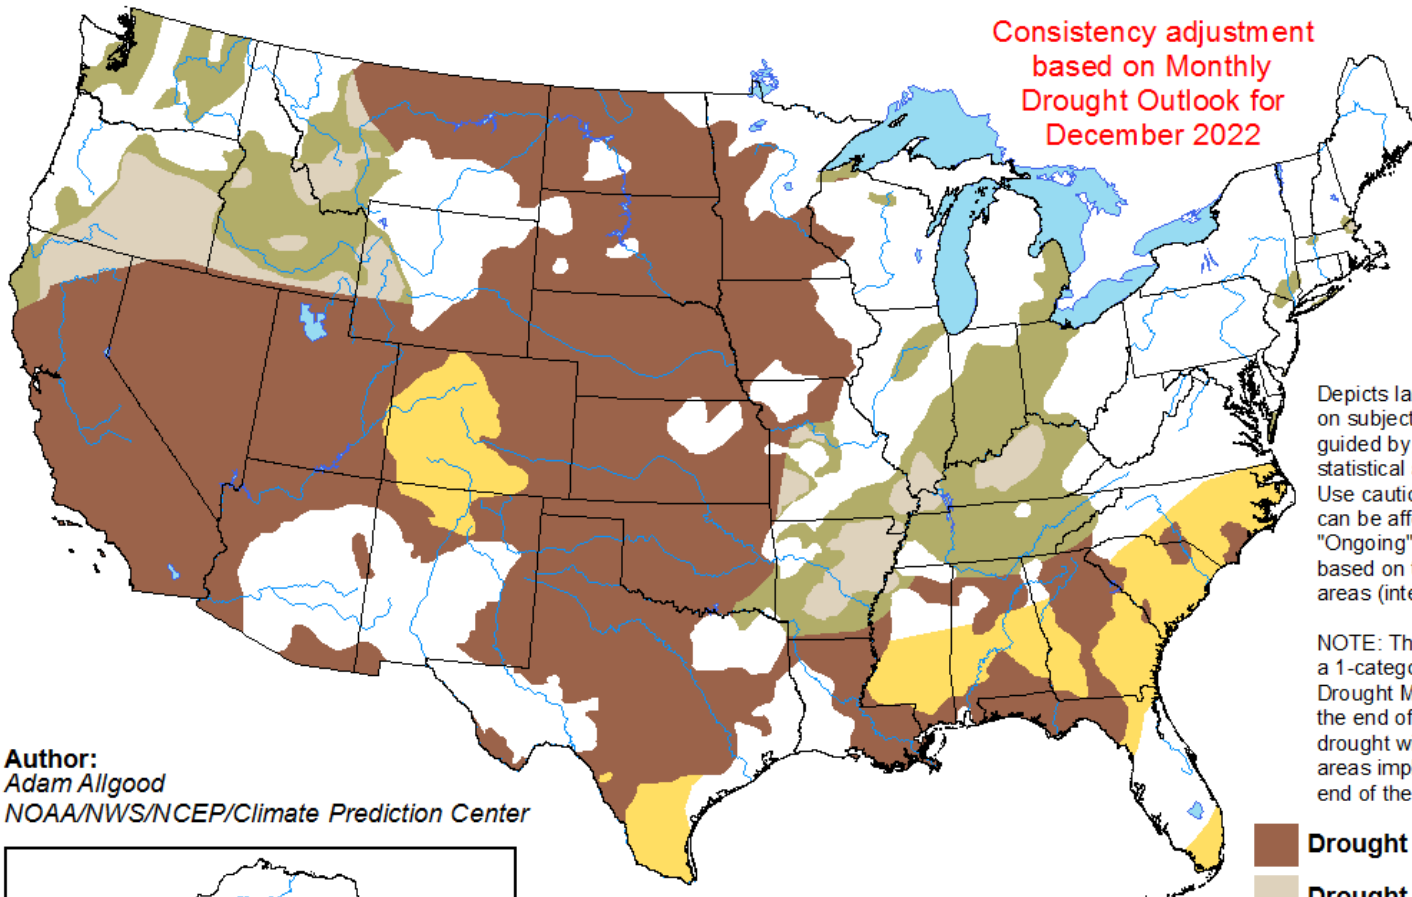 Consistency adjustment
based on Monthly
Drought Outlook for
December 2022
Depicts la
on subject
guided by
statistical
Use cautio
can be aff
"Ongoing"
based on
areas (inte
NOTE: Th
a 1-catego
Drought M
the end of
drought w
areas imp
end of the
Author:
Adam Allgood
NOAA/NWS/NCEP/Climate Prediction Center
Drought
Drought